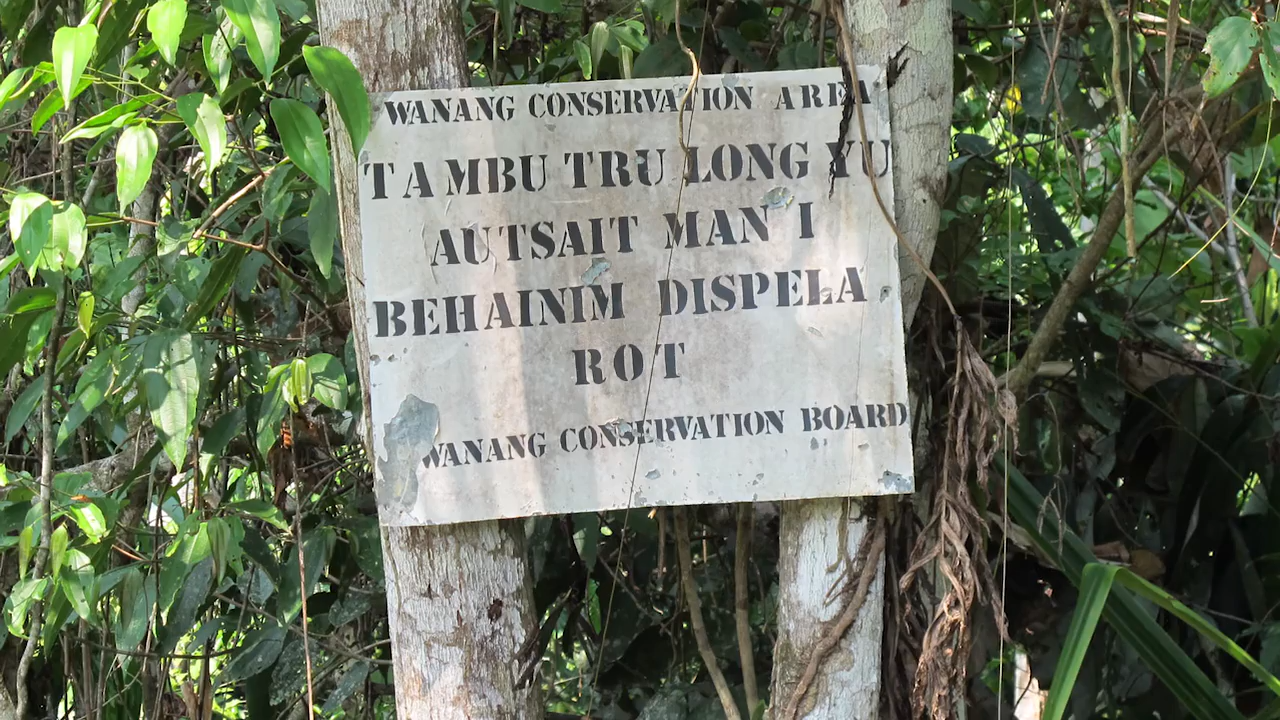 WANANG CONSERVATION AREA
TAMBU TRU LONG YU
AUTSAIT MAN I
BEHAINIM DISPELA
ROT
WANANG CONSERVATION BOARD